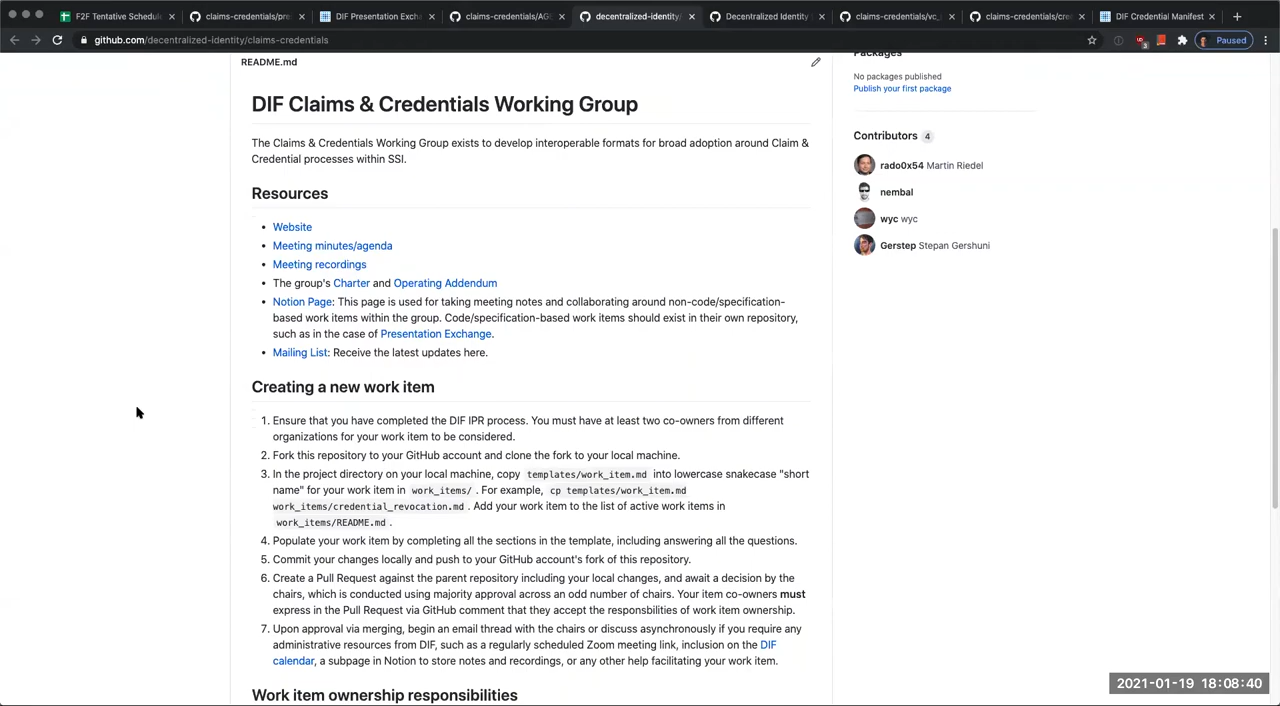 F2F Tentative Schedul
claims-credentials/pre
DIF Presentation Excha
claims-credentials/AGE
decentralized-identity/
Decentralized Identity
claims-credentials/vc_
claims-credentials/cre
DIF Credential Manifest
github.com/decentralized-identity/claims-credentials
3
Paused
README.md
DIF Claims & Credentials Working Group
The Claims & Credentials Working Group exists to develop interoperable formats for broad adoption around Claim &
Credential processes within SSI.
Resources
• Website
• Meeting minutes/agenda
• Meeting recordings
• The group's Charter and Operating Addendum
• Notion Page: This page is used for taking meeting notes and collaborating around non-code/specification-
based work items within the group. Code/specification-based work items should exist in their own repository,
such as in the case of Presentation Exchange.
• Mailing List: Receive the latest updates here.
Creating a new work item
1. Ensure that you have completed the DIF IPR process. You must have at least two co-owners from different
organizations for your work item to be considered.
2. Fork this repository to your GitHub account and clone the fork to your local machine.
3. In the project directory on your local machine, copy templates/work_item.md into lowercase snakecase "short
name" for your work item in work_items/ . For example, cp templates/work_item.md
work_items/credential_revocation.md . Add your work item to the list of active work items in
work_items/README.md .
4. Populate your work item by completing all the sections in the template, including answering all the questions.
5. Commit your changes locally and push to your GitHub account's fork of this repository.
6. Create a Pull Request against the parent repository including your local changes, and await a decision by the
chairs, which is conducted using majority approval across an odd number of chairs. Your item co-owners must
express in the Pull Request via GitHub comment that they accept the responsbilities of work item ownership.
7. Upon approval via merging, begin an email thread with the chairs or discuss asynchronously if you require any
administrative resources from DIF, such as a regularly scheduled Zoom meeting link, inclusion on the DIF
calendar, a subpage in Notion to store notes and recordings, or any other help facilitating your work item.
Work item ownership responsibilities
Packages
No packages published
Publish your first package
Contributors 4
rado0x54 Martin Riedel
nembal
wyc wyc
Gerstep Stepan Gershuni
2021-01-19 18:08:40